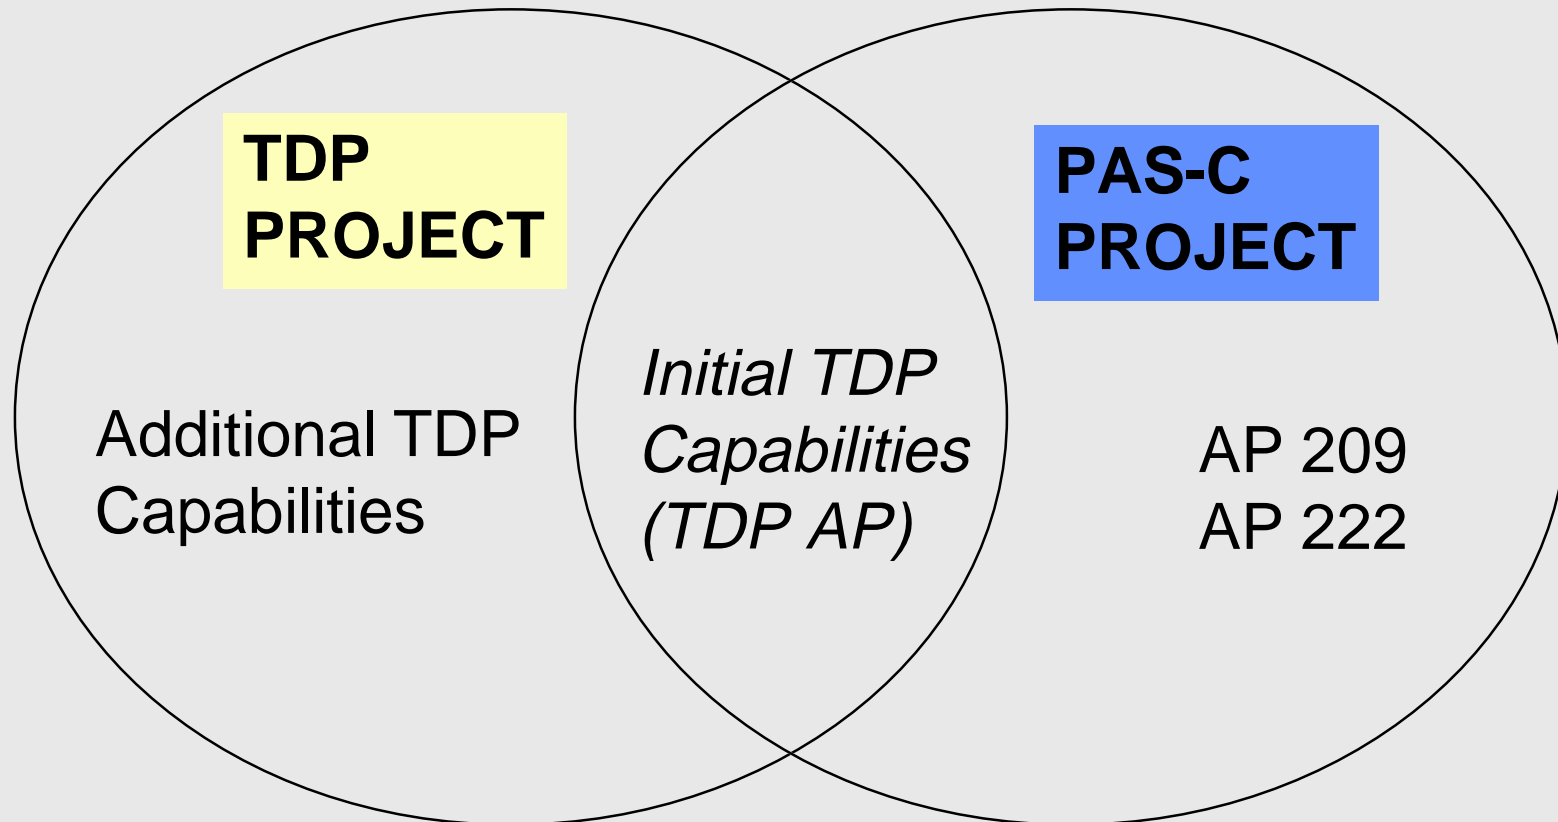 TDP
PROJECT
Additional TDP
Capabilities
Initial TDP
Capabilities
(TDP AP)
PAS-C
PROJECT
AP 209
AP 222